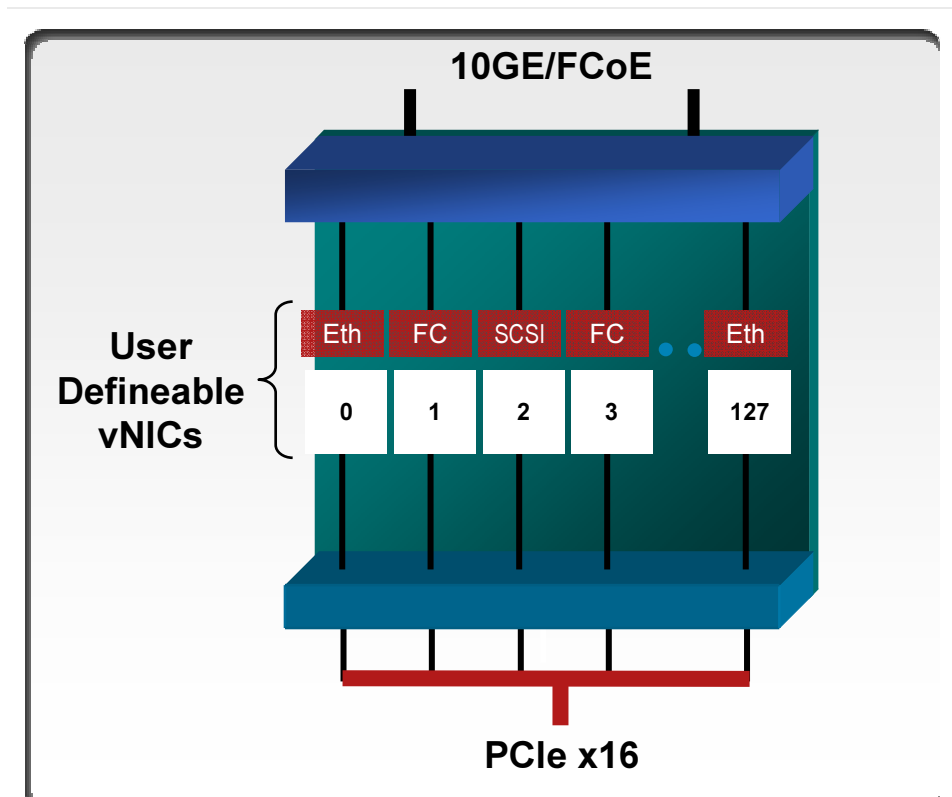 10GE/FCoE
User
Defineable
vNICs
Eth FC SCSI FC Eth
0 1 2 3 127
PCIe x16